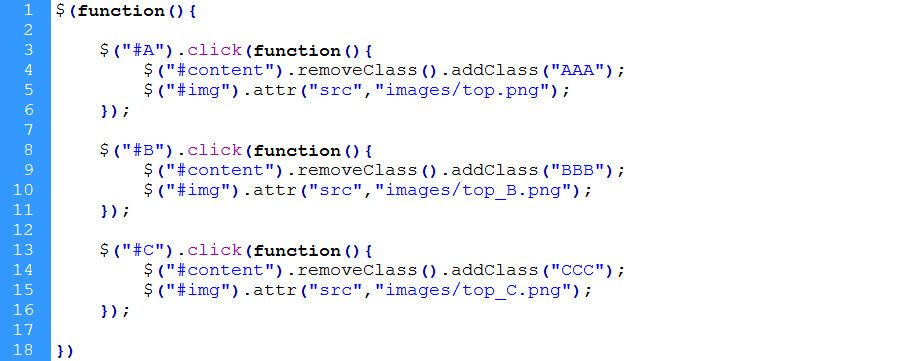 1 $(function(){
2
3     $("#A").click(function(){
4         $("#content").removeClass().addClass("AAA");
5         $("#img").attr("src","images/top.png");
6     });
7
8     $("#B").click(function(){
9         $("#content").removeClass().addClass("BBB");
10         $("#img").attr("src","images/top_B.png");
11     });
12
13     $("#C").click(function(){
14         $("#content").removeClass().addClass("CCC");
15         $("#img").attr("src","images/top_C.png");
16     });
17
18 })